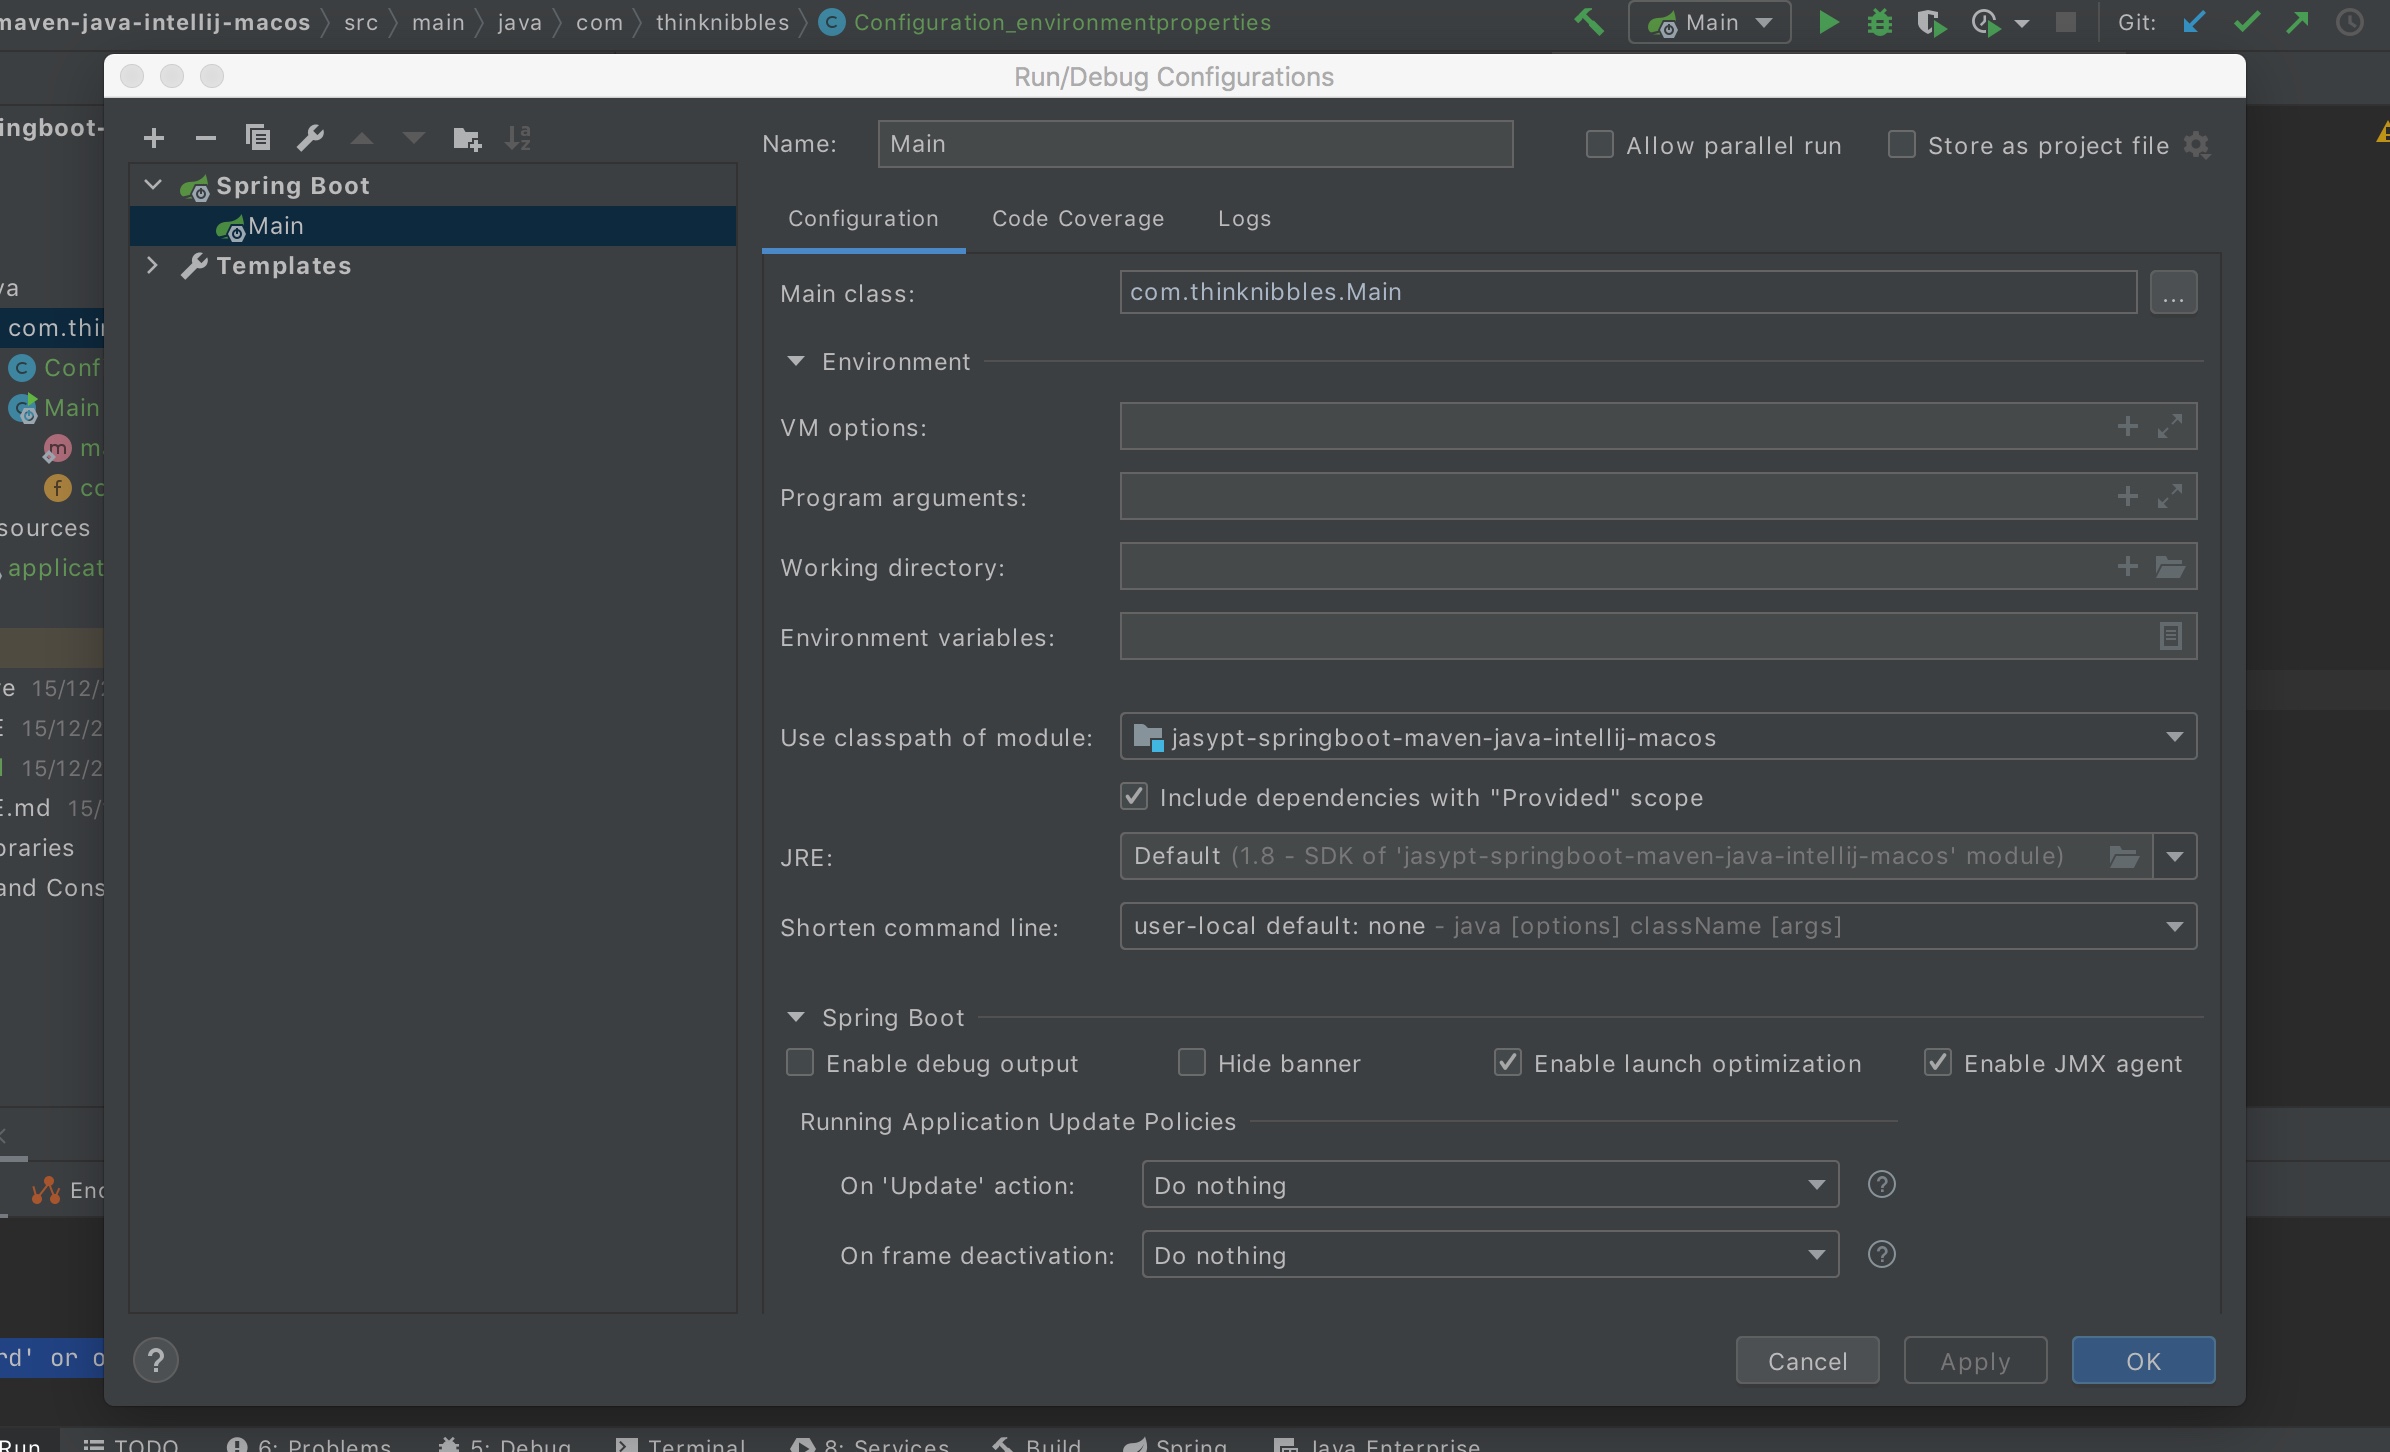 maven-java-intellij-macos src main java com thinknibbles C Configuration_environmentproperties Main Git:
Run/Debug Configurations
Name: Main Allow parallel run Store as project file
Spring Boot
Main
Templates
Configuration Code Coverage Logs
Main class: com.thinknibbles.Main ...
Environment
VM options:
Program arguments:
Working directory:
Environment variables:
Use classpath of module: jasypt-springboot-maven-java-intellij-macos
Include dependencies with "Provided" scope
JRE: Default (1.8 - SDK of 'jasypt-springboot-maven-java-intellij-macos' module)
Shorten command line: user-local default: none - java [options] className [args]
Spring Boot
Enable debug output Hide banner Enable launch optimization Enable JMX agent
Running Application Update Policies
On 'Update' action: Do nothing ?
On frame deactivation: Do nothing ?
? Cancel Apply OK
ingboot-
va
com.thin
C Conf
C Main
m ma
f co
sources
applicat
re 15/12/2
E 15/12/2
15/12/2
E.md 15/
braries
and Cons
End
rd' or o
Run TODO 6: Problems 5: Debug Terminal 8: Services Build Spring Java Enterprise